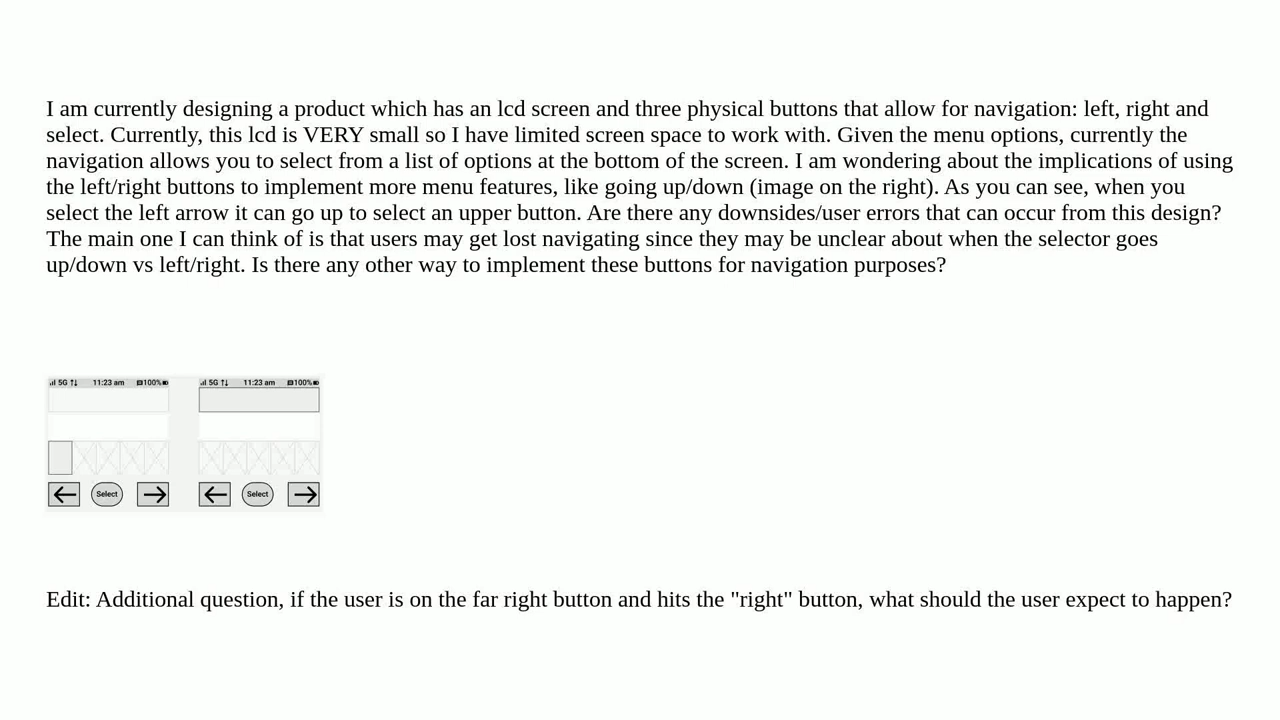 I am currently designing a product which has an lcd screen and three physical buttons that allow for navigation: left, right and
select. Currently, this lcd is VERY small so I have limited screen space to work with. Given the menu options, currently the
navigation allows you to select from a list of options at the bottom of the screen. I am wondering about the implications of using
the left/right buttons to implement more menu features, like going up/down (image on the right). As you can see, when you
select the left arrow it can go up to select an upper button. Are there any downsides/user errors that can occur from this design?
The main one I can think of is that users may get lost navigating since they may be unclear about when the selector goes
up/down vs left/right. Is there any other way to implement these buttons for navigation purposes?
5G 11:23 am 100% 5G 11:23 am 100%
Select Select
Edit: Additional question, if the user is on the far right button and hits the "right" button, what should the user expect to happen?